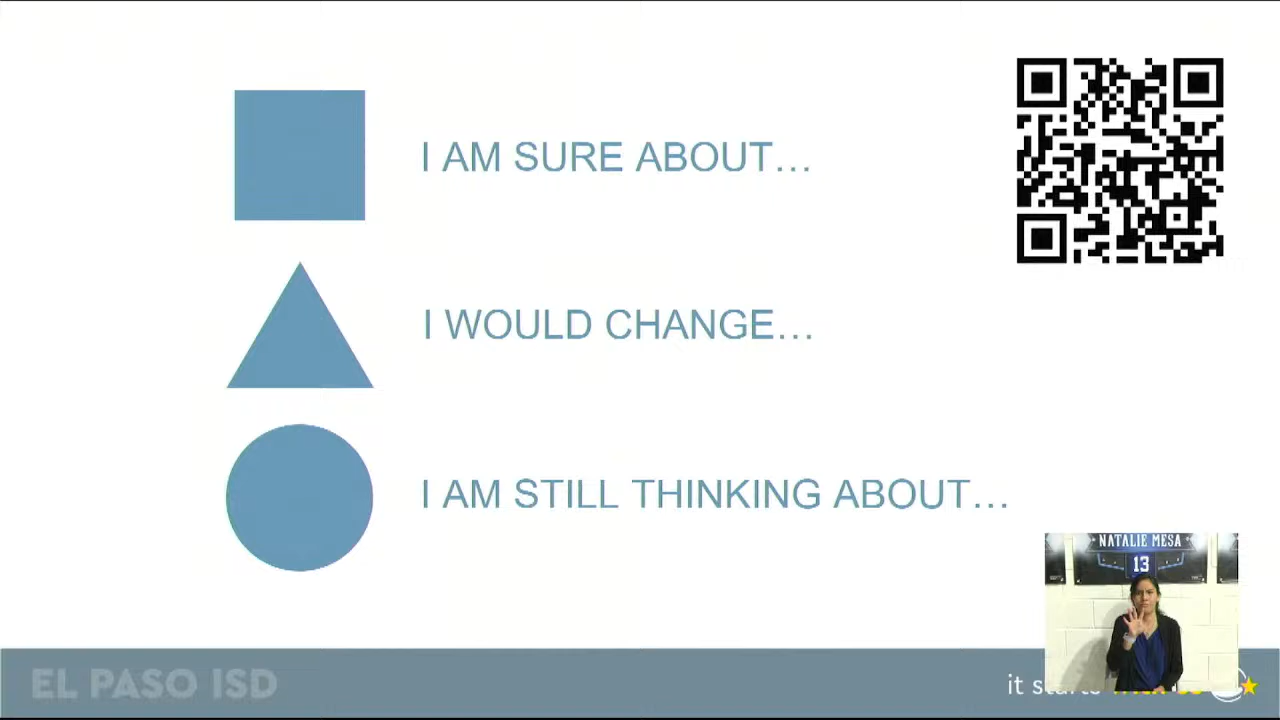 I AM SURE ABOUT...
I WOULD CHANGE...
I AM STILL THINKING ABOUT...
NATALIE MESA
13
EL PASO ISD
it starts